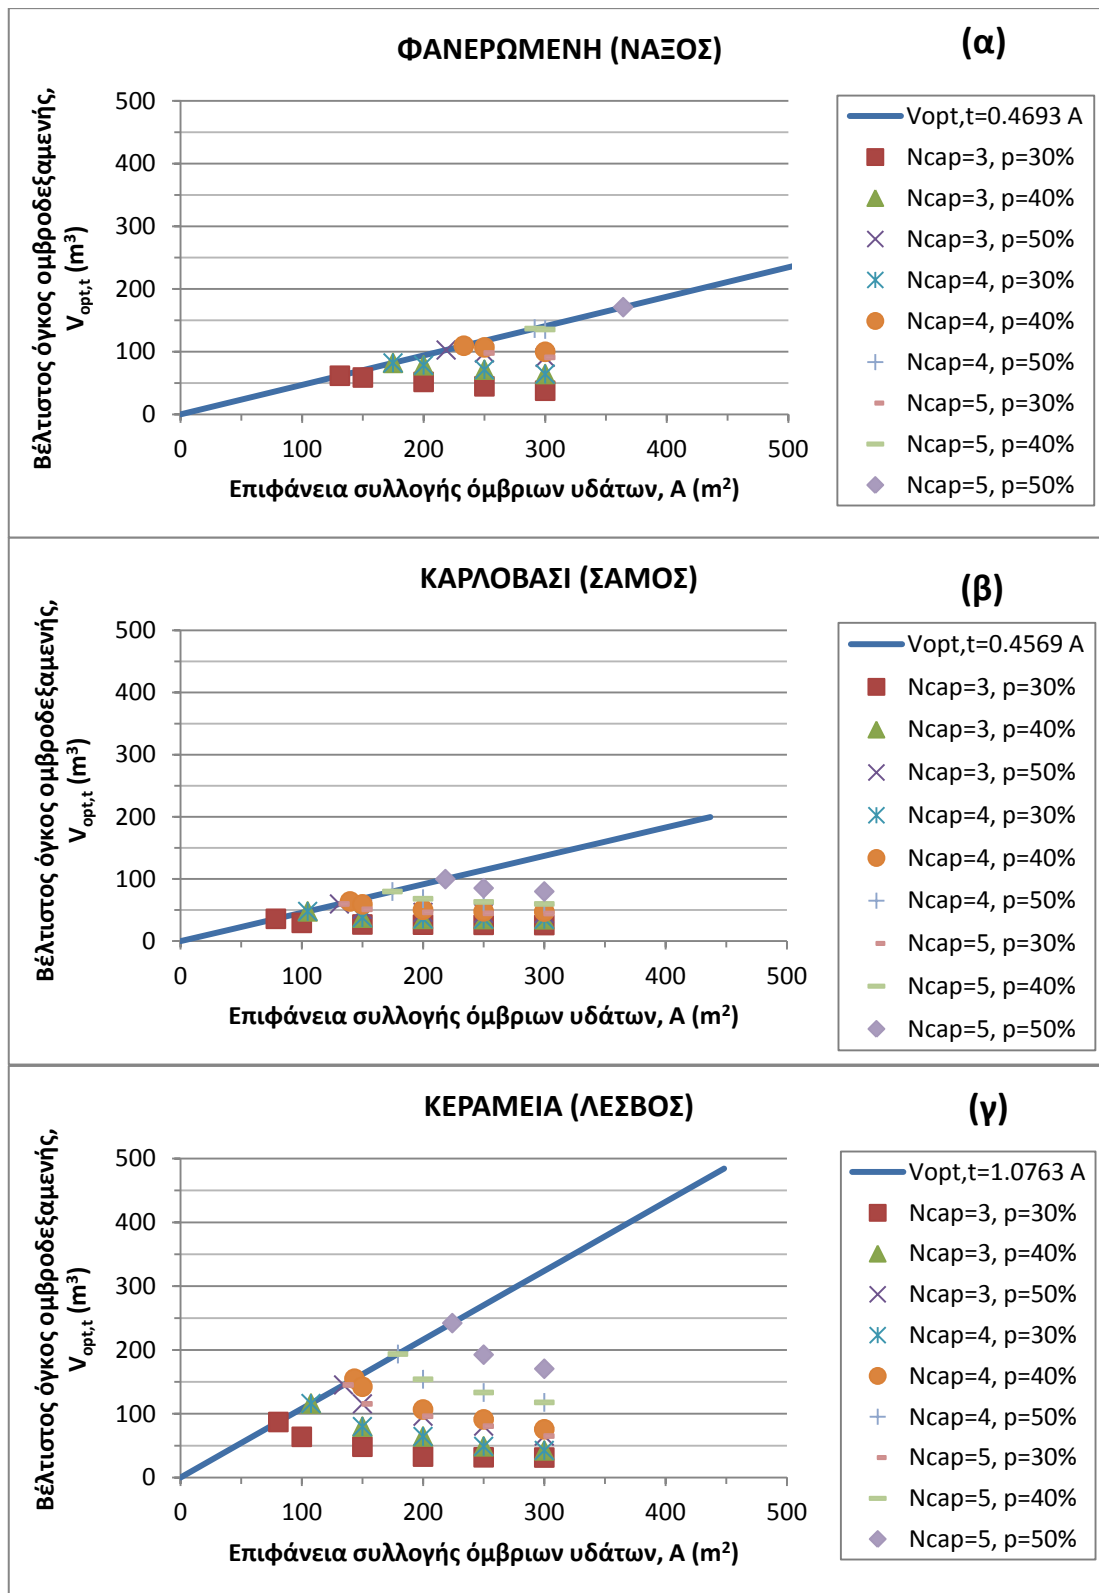 ΦΑΝΕΡΩΜΕΝΗ (ΝΑΞΟΣ)
(α)
Βέλτιστος όγκος ομβροδεξαμενής,
Vopt,t (m³)
500
400
300
200
100
0
0 100 200 300 400 500
Επιφάνεια συλλογής όμβριων υδάτων, A (m²)
Vopt,t=0.4693 A
Ncap=3, p=30%
Ncap=3, p=40%
Ncap=3, p=50%
Ncap=4, p=30%
Ncap=4, p=40%
Ncap=4, p=50%
Ncap=5, p=30%
Ncap=5, p=40%
Ncap=5, p=50%
ΚΑΡΛΟΒΑΣΙ (ΣΑΜΟΣ)
(β)
Βέλτιστος όγκος ομβροδεξαμενής,
Vopt,t (m³)
500
400
300
200
100
0
0 100 200 300 400 500
Επιφάνεια συλλογής όμβριων υδάτων, A (m²)
Vopt,t=0.4569 A
Ncap=3, p=30%
Ncap=3, p=40%
Ncap=3, p=50%
Ncap=4, p=30%
Ncap=4, p=40%
Ncap=4, p=50%
Ncap=5, p=30%
Ncap=5, p=40%
Ncap=5, p=50%
ΚΕΡΑΜΕΙΑ (ΛΕΣΒΟΣ)
(γ)
Βέλτιστος όγκος ομβροδεξαμενής,
Vopt,t (m³)
500
400
300
200
100
0
0 100 200 300 400 500
Επιφάνεια συλλογής όμβριων υδάτων, A (m²)
Vopt,t=1.0763 A
Ncap=3, p=30%
Ncap=3, p=40%
Ncap=3, p=50%
Ncap=4, p=30%
Ncap=4, p=40%
Ncap=4, p=50%
Ncap=5, p=30%
Ncap=5, p=40%
Ncap=5, p=50%